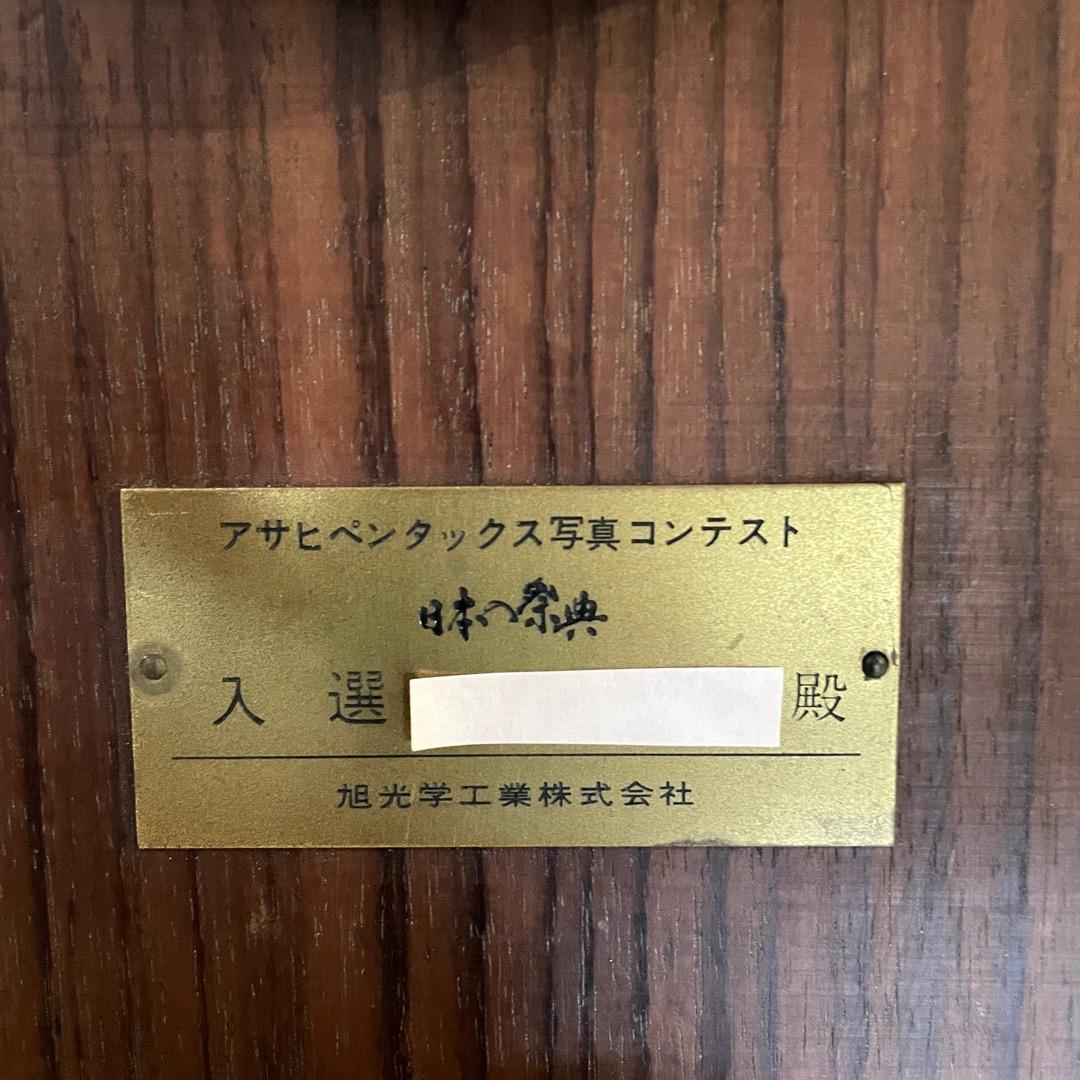 アサヒペンタックス写真コンテスト
日本の祭典
入選 殿
旭光学工業株式会社